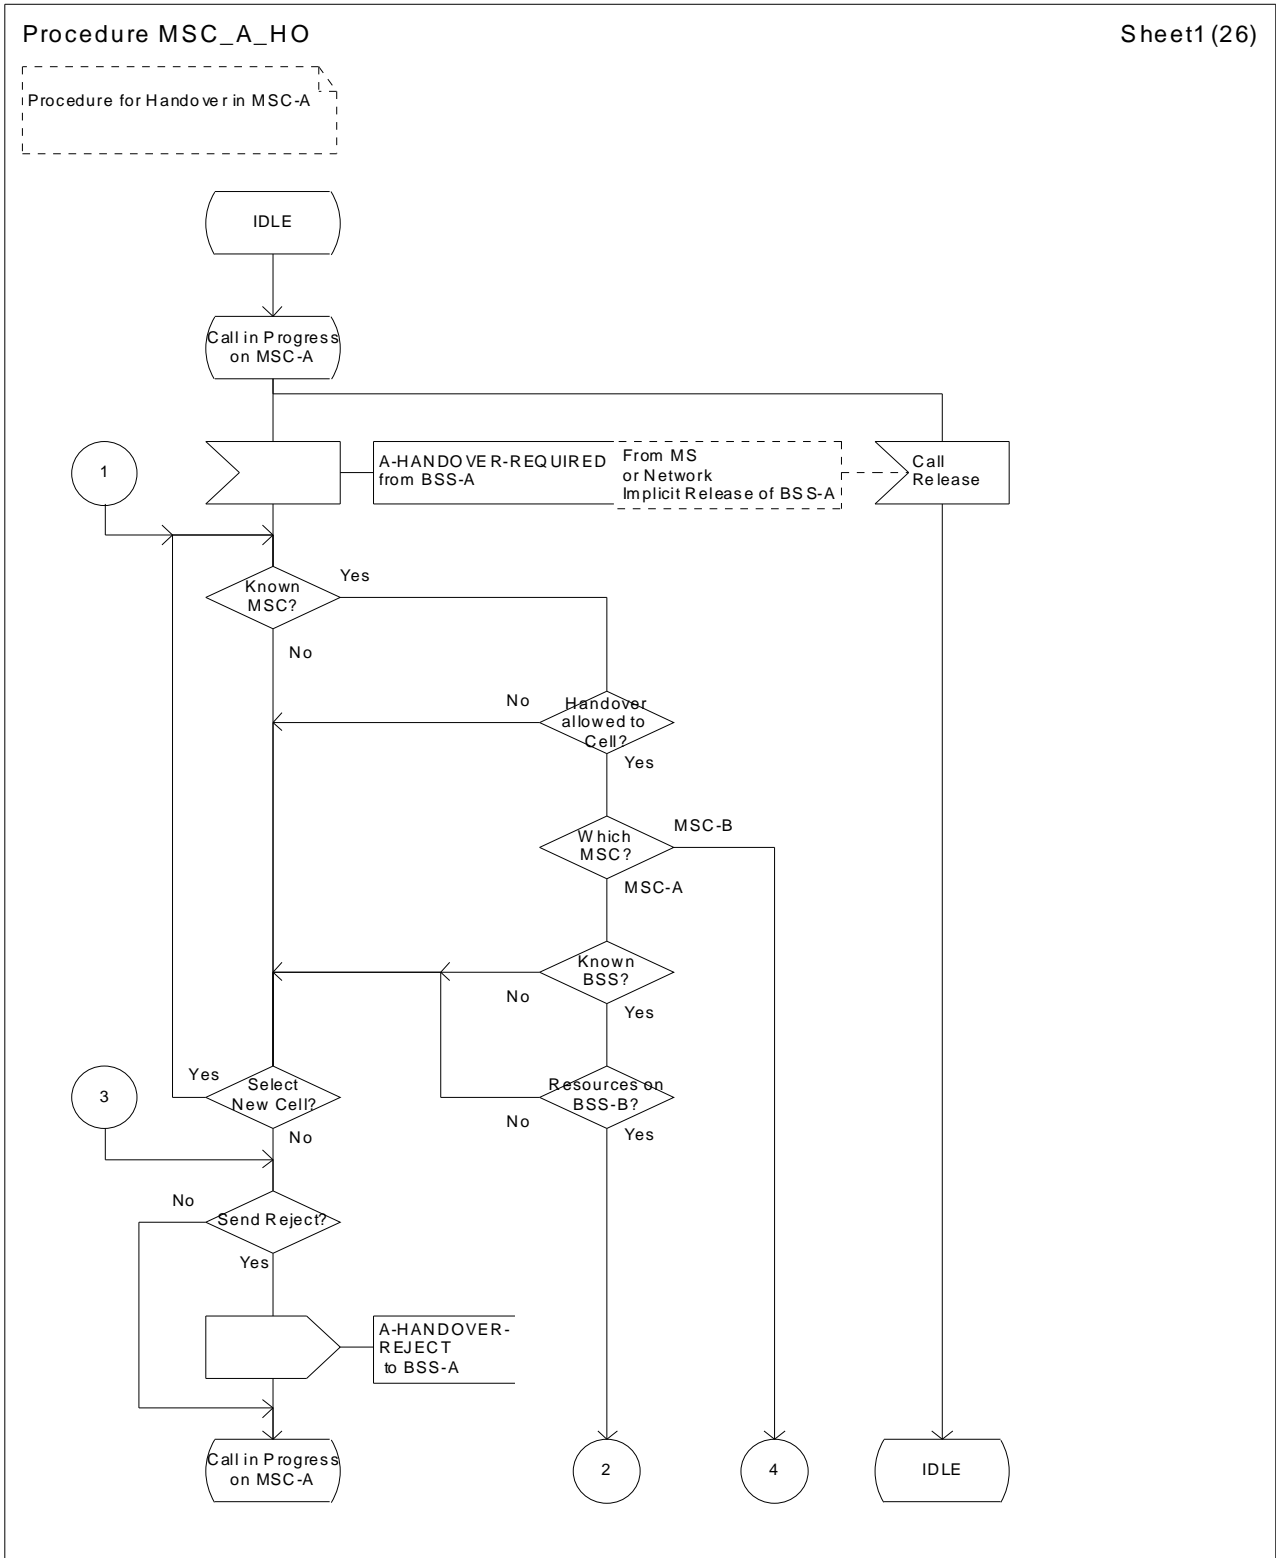 Procedure MSC_A_HO
Sheet1(26)
Procedure for Handover in MSC-A
IDLE
Call in Progress
on MSC-A
1
A-HANDOVER-REQUIRED
from BSS-A
From MS
or Network
Implicit Release of BSS-A
Call
Release
Known
MSC?
Yes
No
Handover
allowed to
Cell?
No
Yes
Which
MSC?
MSC-B
MSC-A
Known
BSS?
No
Yes
3
Select
New Cell?
Yes
No
Resources on
BSS-B?
No
Yes
Send Reject?
No
Yes
A-HANDOVER-
REJECT
to BSS-A
Call in Progress
on MSC-A
2
4
IDLE